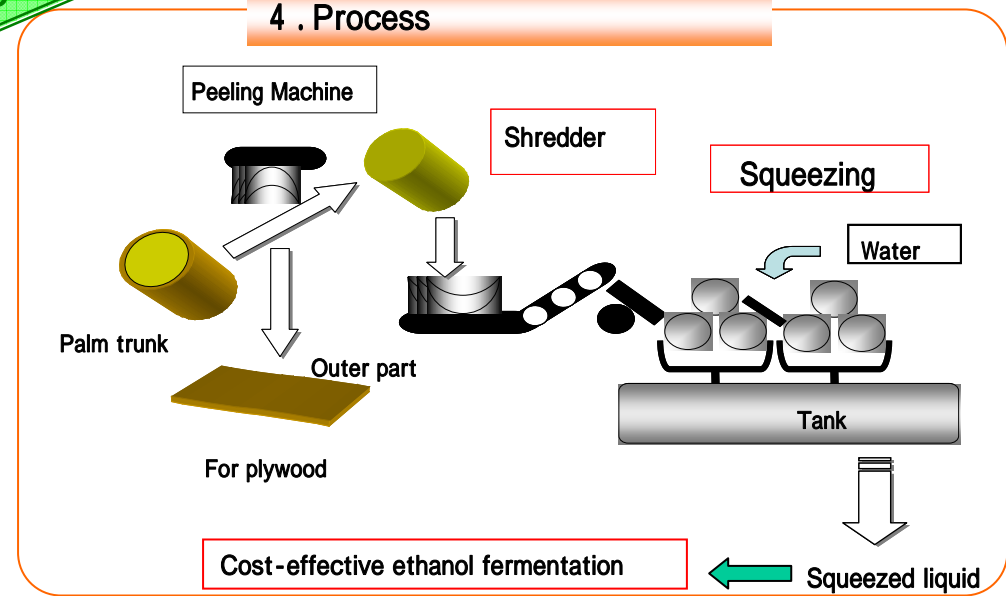 4 . Process
Peeling Machine
Shredder
Squeezing
Water
Palm trunk
Outer part
For plywood
Tank
Cost-effective ethanol fermentation
Squeezed liquid